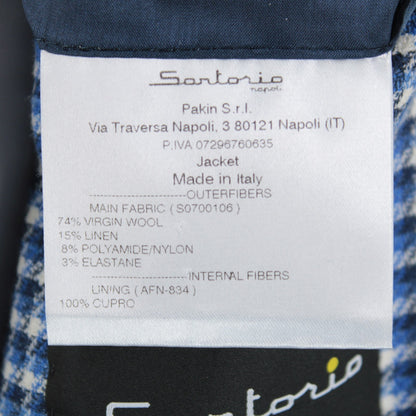 Sartorio
napoli
Pakin S.r.l.
Via Traversa Napoli, 3 80121 Napoli (IT)
P.IVA 07296760635
Jacket
Made in Italy
--------------------------OUTERFIBERS
MAIN FABRIC ( S0700106 )
74% VIRGIN WOOL
15% LINEN
8% POLYAMIDE/NYLON
3% ELASTANE
--------------------------INTERNAL FIBERS
LINING ( AFN-834 )
100% CUPRO
Sartorio